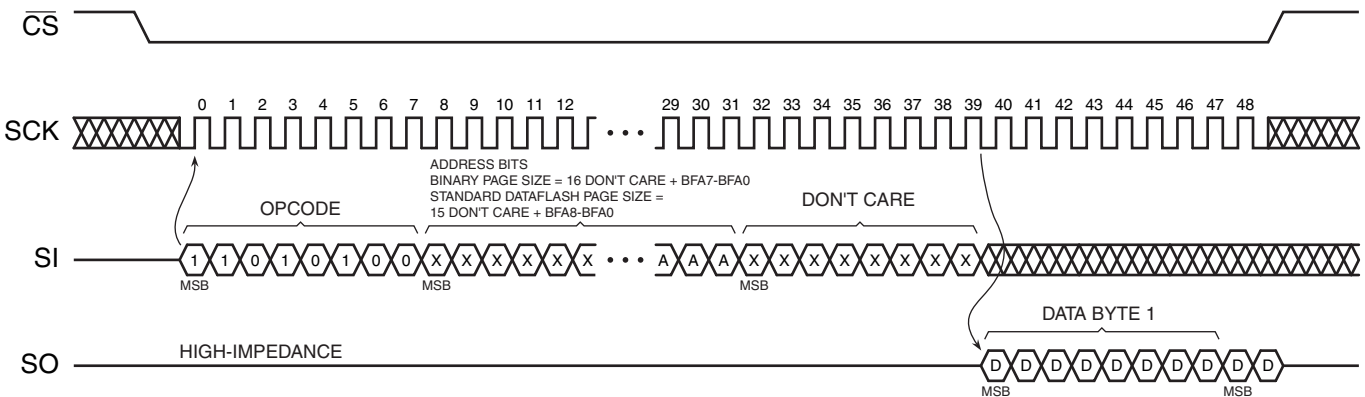 CS
0 1 2 3 4 5 6 7 8 9 10 11 12 29 30 31 32 33 34 35 36 37 38 39 40 41 42 43 44 45 46 47 48
SCK
ADDRESS BITS
BINARY PAGE SIZE = 16 DON'T CARE + BFA7-BFA0
STANDARD DATAFLASH PAGE SIZE =
15 DON'T CARE + BFA8-BFA0
OPCODE
DON'T CARE
SI
1 1 0 1 0 1 0 0 X X X X X X ••• A A A X X X X X X X X
MSB MSB MSB
DATA BYTE 1
HIGH-IMPEDANCE
SO
D D D D D D D D D D
MSB MSB